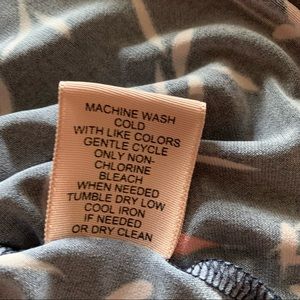 MACHINE WASH
COLD
WITH LIKE COLORS
GENTLE CYCLE
ONLY NON-
CHLORINE
BLEACH
WHEN NEEDED
TUMBLE DRY LOW
COOL IRON
IF NEEDED
OR DRY CLEAN